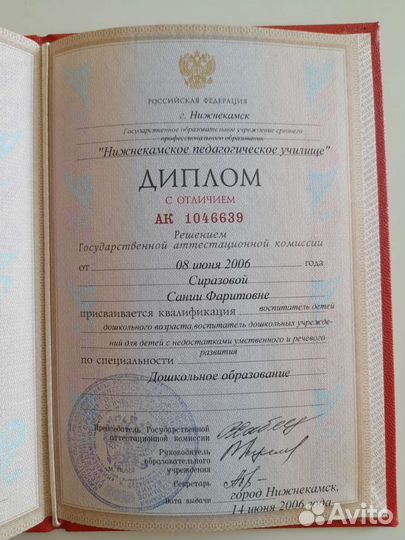 РОССИЙСКАЯ ФЕДЕРАЦИЯ
г. Нижнекамск
Государственное образовательное учреждение среднего
профессионального образования
"Нижнекамское педагогическое училище"
ДИПЛОМ
С ОТЛИЧИЕМ
АК 1046639
Решением
Государственной аттестационной комиссии
от 08 июня 2006 года
Сиразовой
Сании Фаритовне
присваивается квалификация воспитатель детей
дошкольного возраста,воспитатель дошкольных учрежде-
ний для детей с недостатками умственного и речевого
развития
по специальности
Дошкольное образование
Председатель Государственной
аттестационной комиссии
Руководитель
образовательного
учреждения
Секретарь
город Нижнекамск,
Дата выдачи 14 июня 2006 года.
Avito